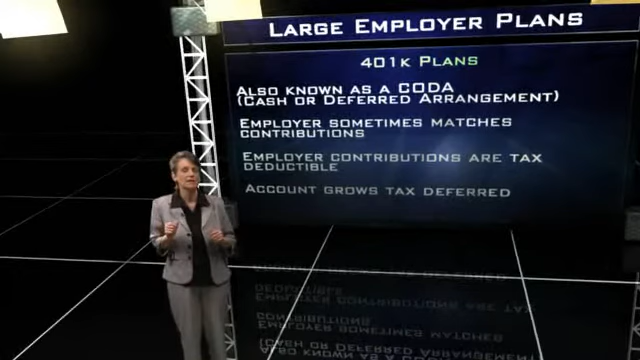 LARGE EMPLOYER PLANS
401K PLANS
ALSO KNOWN AS A CODA
(CASH OR DEFERRED ARRANGEMENT)
EMPLOYER SOMETIMES MATCHES
CONTRIBUTIONS
EMPLOYER CONTRIBUTIONS ARE TAX
DEDUCTIBLE
ACCOUNT GROWS TAX DEFERRED